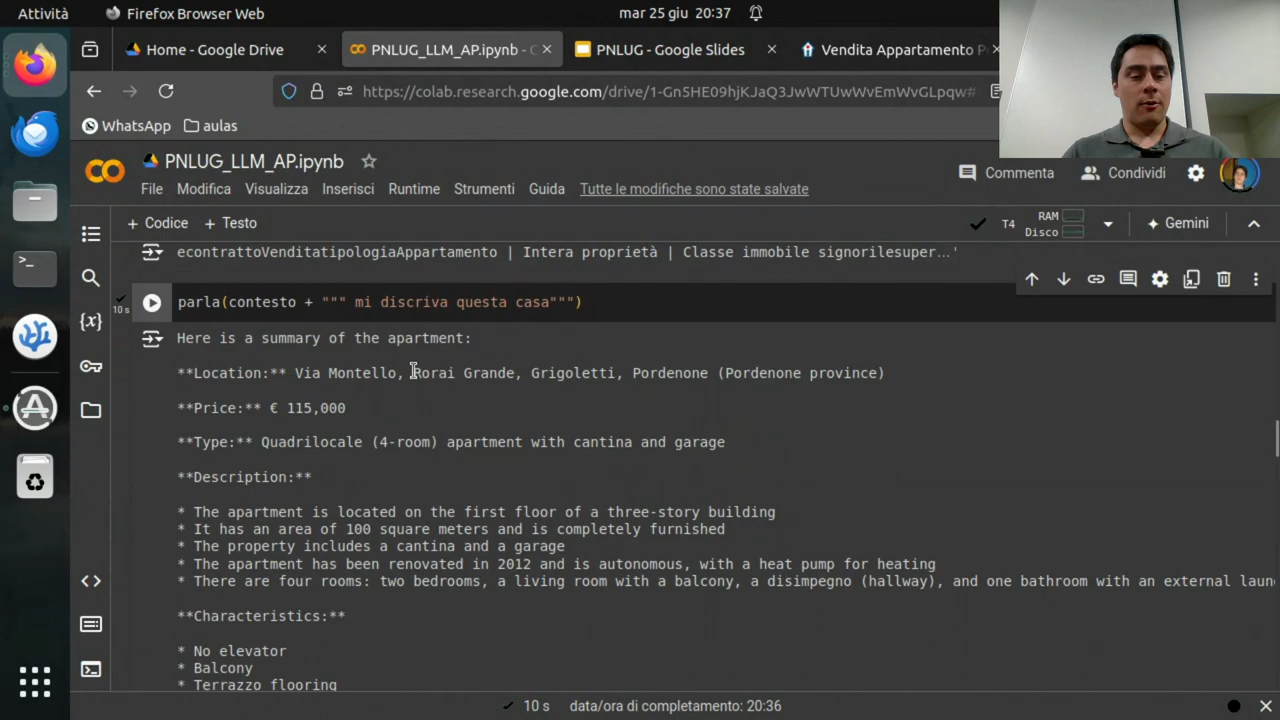 Attività
Firefox Browser Web
mar 25 giu 20:37
Home - Google Drive
PNLUG_LLM_AP.ipynb - C
PNLUG - Google Slides
Vendita Appartamento P
https://colab.research.google.com/drive/1-Gn5HE09hjKJaQ3JwWTUwWvEmWvGLpqw#
WhatsApp
aulas
PNLUG_LLM_AP.ipynb
File Modifica Visualizza Inserisci Runtime Strumenti Guida Tutte le modifiche sono state salvate
Commenta
Condividi
+ Codice + Testo
T4
RAM
Disco
Gemini
econtrattoVenditatipologiaAppartamento | Intera proprietà | Classe immobile signorilesuper…'
10 s
parla(contesto + """ mi discriva questa casa""")
Here is a summary of the apartment:
**Location:** Via Montello, Rorai Grande, Grigoletti, Pordenone (Pordenone province)
**Price:** € 115,000
**Type:** Quadrilocale (4-room) apartment with cantina and garage
**Description:**
* The apartment is located on the first floor of a three-story building
* It has an area of 100 square meters and is completely furnished
* The property includes a cantina and a garage
* The apartment has been renovated in 2012 and is autonomous, with a heat pump for heating
* There are four rooms: two bedrooms, a living room with a balcony, a disimpegno (hallway), and one bathroom with an external laun
**Characteristics:**
* No elevator
* Balcony
* Terrazzo flooring
10 s data/ora di completamento: 20:36